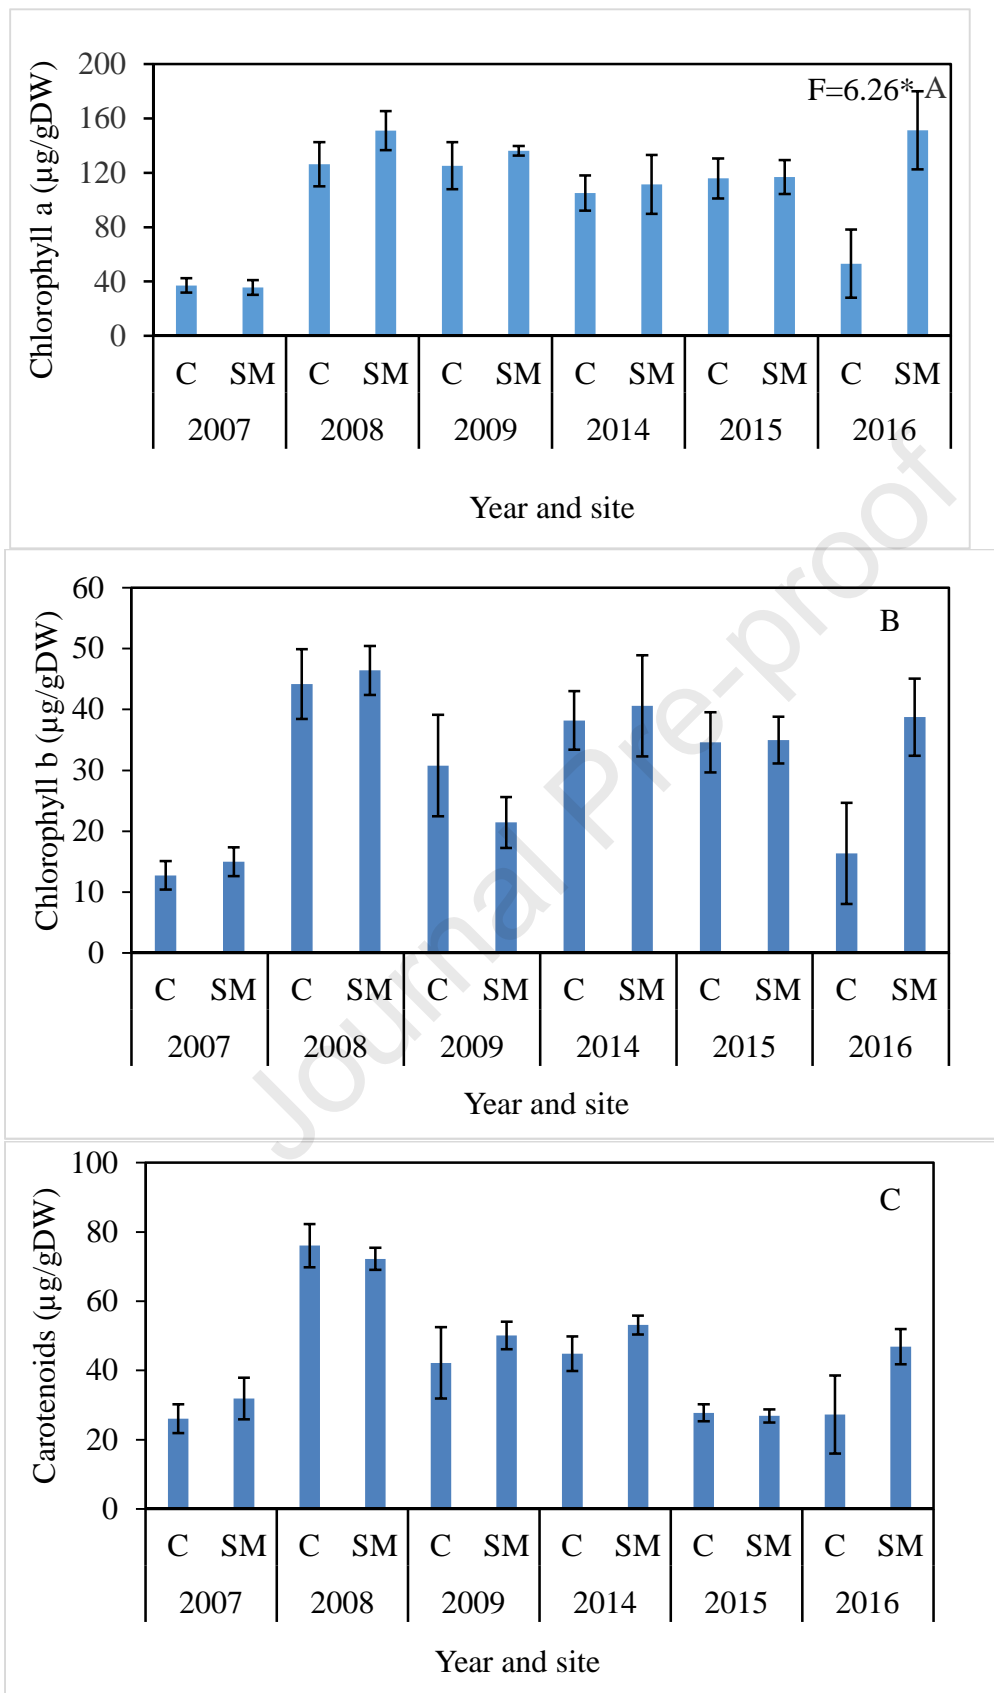 200
160
120
80
40
0
Chlorophyll a (µg/gDW)
F=6.26* A
C SM C SM C SM C SM C SM C SM
2007 2008 2009 2014 2015 2016
Year and site
60
50
40
30
20
10
0
Chlorophyll b (µg/gDW)
B
C SM C SM C SM C SM C SM C SM
2007 2008 2009 2014 2015 2016
Year and site
100
80
60
40
20
0
Carotenoids (µg/gDW)
C
C SM C SM C SM C SM C SM C SM
2007 2008 2009 2014 2015 2016
Year and site
Journal Pre-proof